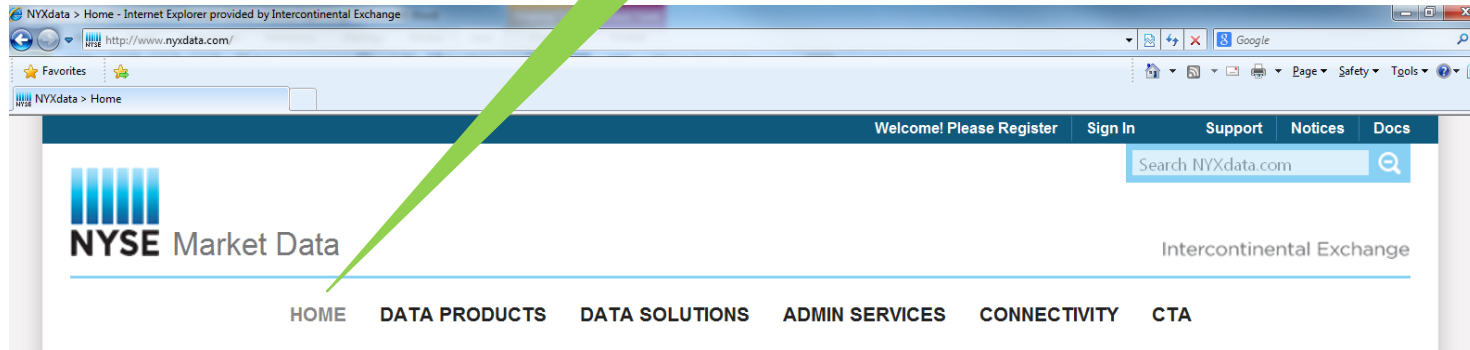 NYXdata > Home - Internet Explorer provided by Intercontinental Exchange
NYSE http://www.nyxdata.com/ Google
Favorites Page Safety Tools
NYSE NYXdata > Home
Welcome! Please Register Sign In Support Notices Docs
Search NYXdata.com
NYSE Market Data
Intercontinental Exchange
HOME DATA PRODUCTS DATA SOLUTIONS ADMIN SERVICES CONNECTIVITY CTA